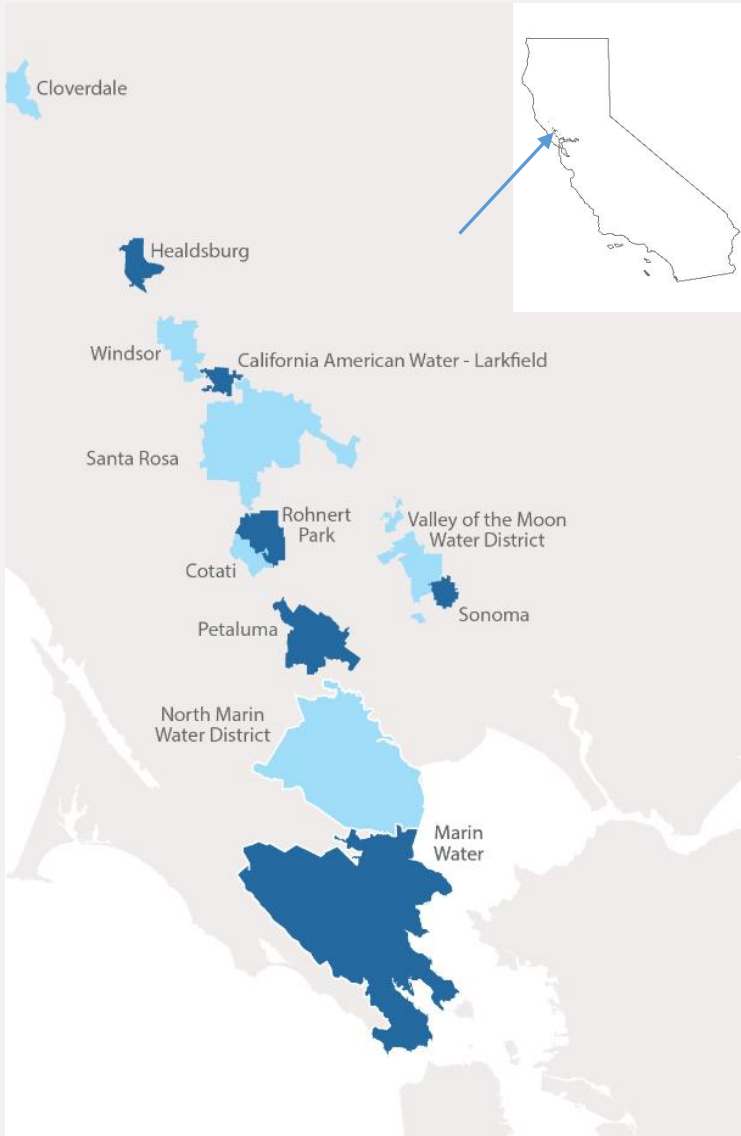 Cloverdale
Healdsburg
Windsor
California American Water - Larkfield
Santa Rosa
Rohnert
Park
Valley of the Moon
Water District
Cotati
Sonoma
Petaluma
North Marin
Water District
Marin
Water